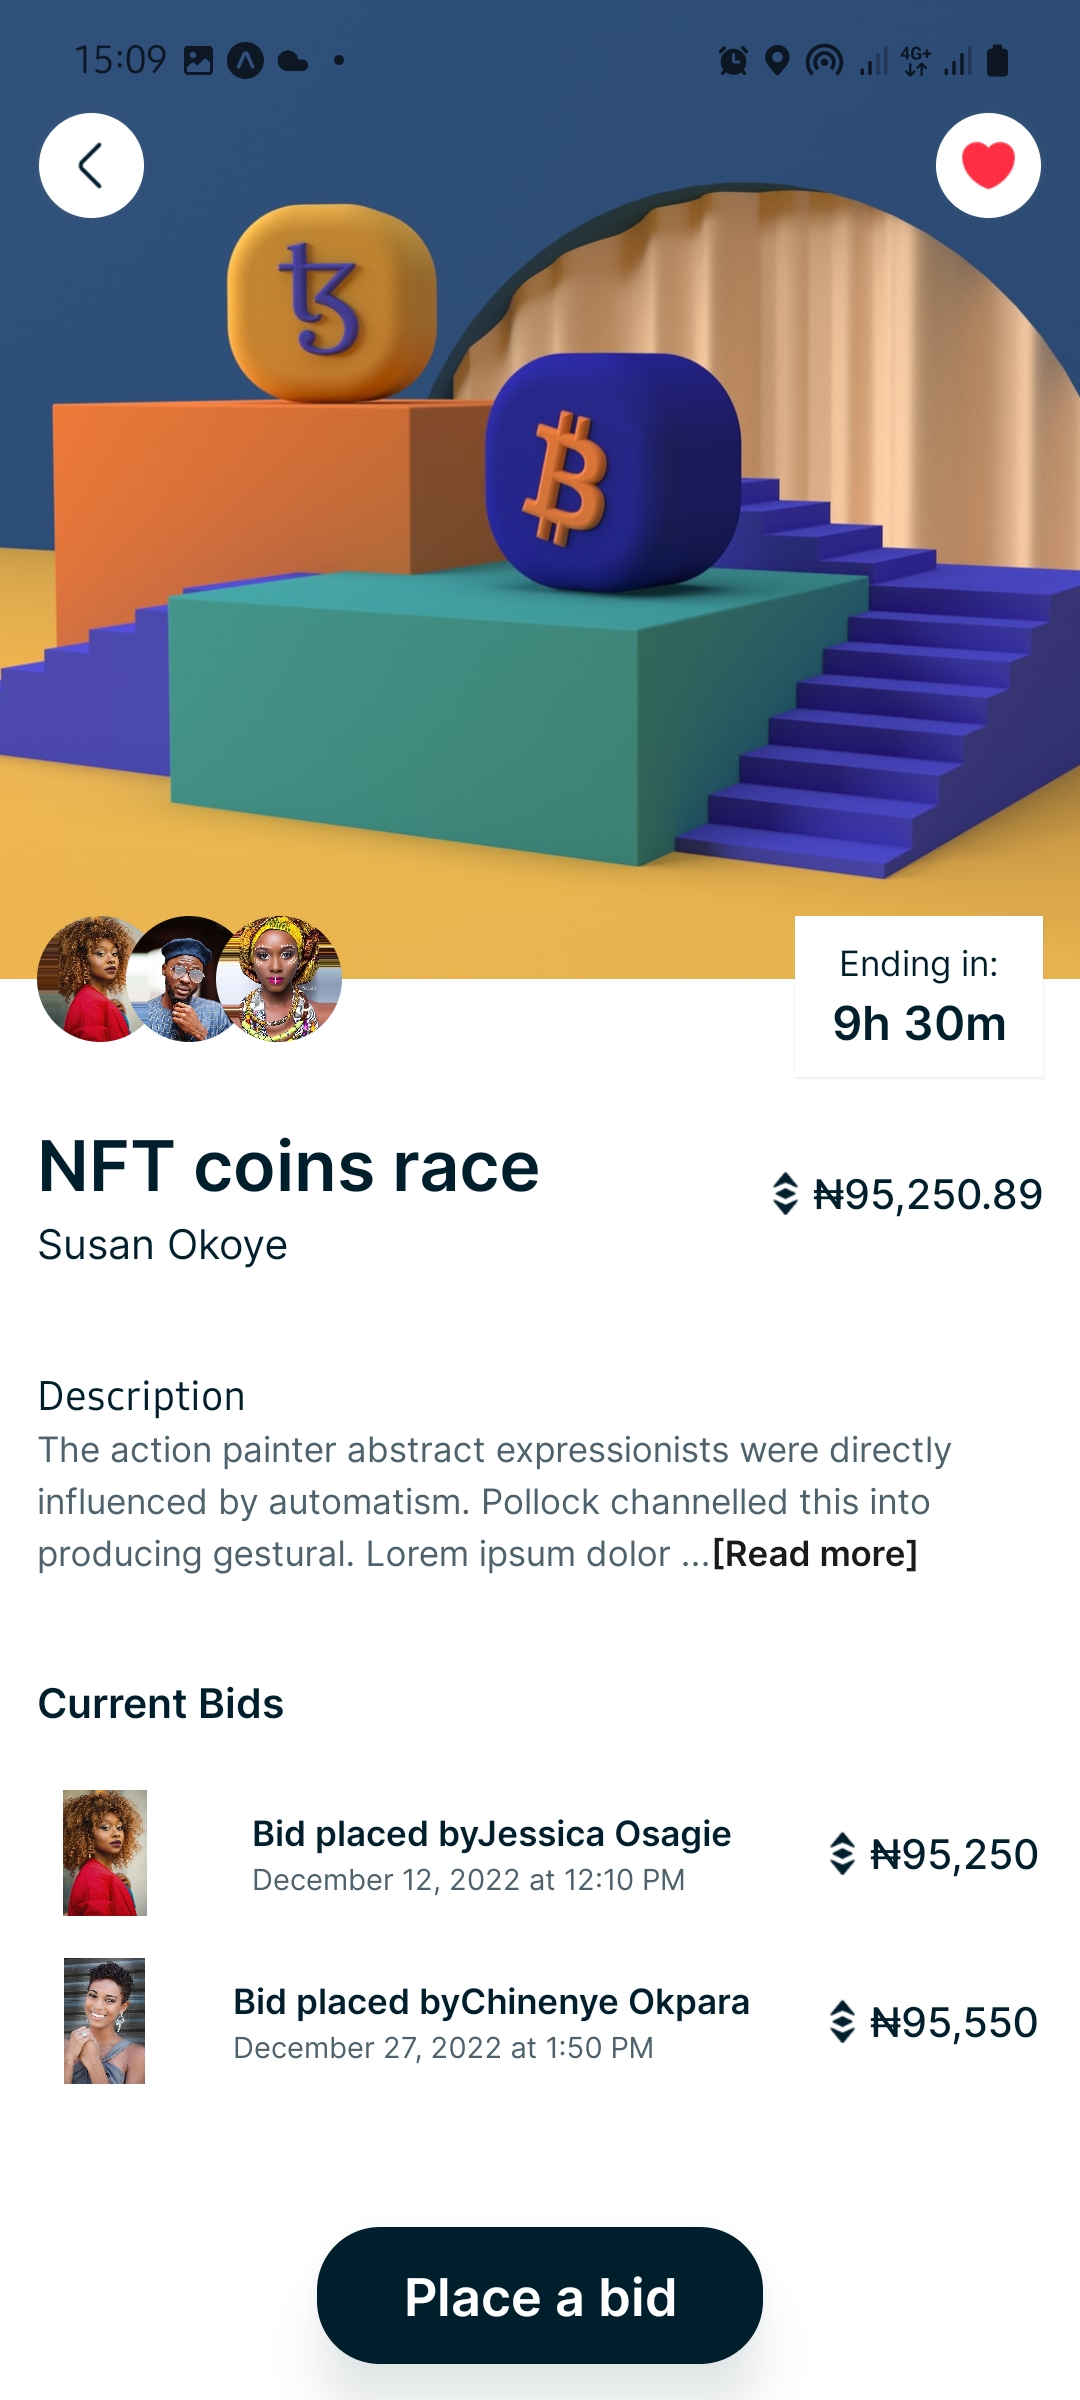 15:09
4G+
Ending in:
9h 30m
NFT coins race
₦95,250.89
Susan Okoye
Description
The action painter abstract expressionists were directly
influenced by automatism. Pollock channelled this into
producing gestural. Lorem ipsum dolor ...[Read more]
Current Bids
Bid placed byJessica Osagie
December 12, 2022 at 12:10 PM
₦95,250
Bid placed byChinenye Okpara
December 27, 2022 at 1:50 PM
₦95,550
Place a bid